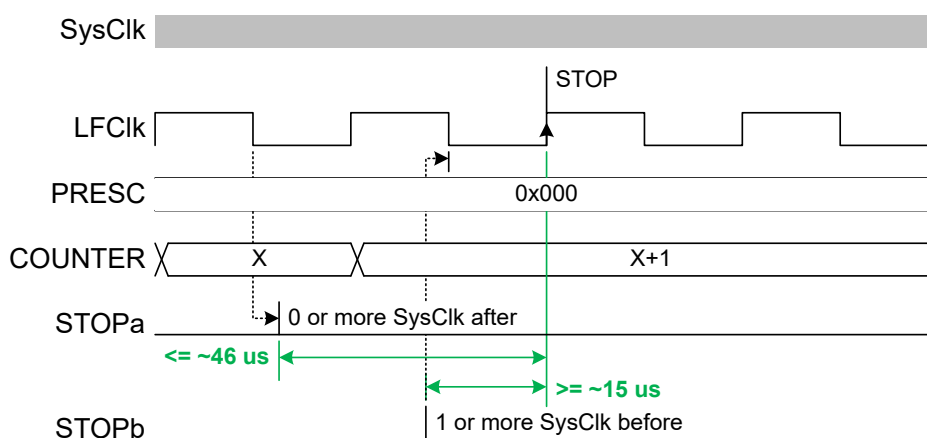 SysClk
STOP
LFClk
PRESC
0x000
COUNTER
X
X+1
STOPa
0 or more SysClk after
<= ~46 us
>= ~15 us
STOPb
1 or more SysClk before